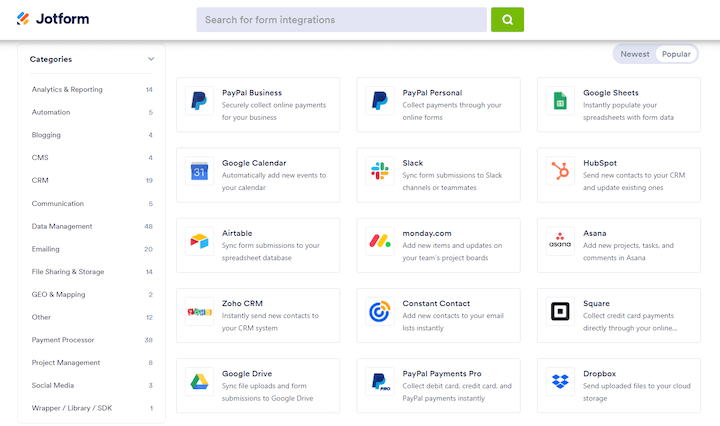 Jotform
Search for form integrations
Newest Popular
Categories
Analytics & Reporting 14
Automation 5
Blogging 4
CMS 4
CRM 19
Communication 5
Data Management 48
Emailing 20
File Sharing & Storage 14
GEO & Mapping 2
Other 12
Payment Processor 38
Project Management 8
Social Media 3
Wrapper / Library / SDK 1
PayPal Business
Securely collect online payments
for your business
PayPal Personal
Collect payments through your
online forms
Google Sheets
Instantly populate your
spreadsheets with form data
31
Google Calendar
Automatically add new events to
your calendar
Slack
Sync form submissions to Slack
channels or teammates
HubSpot
Send new contacts to your CRM
and update existing ones
Airtable
Sync form submissions to your
spreadsheet database
monday.com
Add new items and updates on
your team's project boards
asana
Asana
Add new projects, tasks, and
comments in Asana
ZOHO
Zoho CRM
Instantly send new contacts to
your CRM system
Constant Contact
Add new contacts to your email
lists instantly
Square
Collect credit card payments
directly through your online...
Google Drive
Sync file uploads and form
submissions to Google Drive
PRO
PayPal Payments Pro
Collect debit card, credit card, and
PayPal payments instantly
Dropbox
Send uploaded files to your cloud
storage